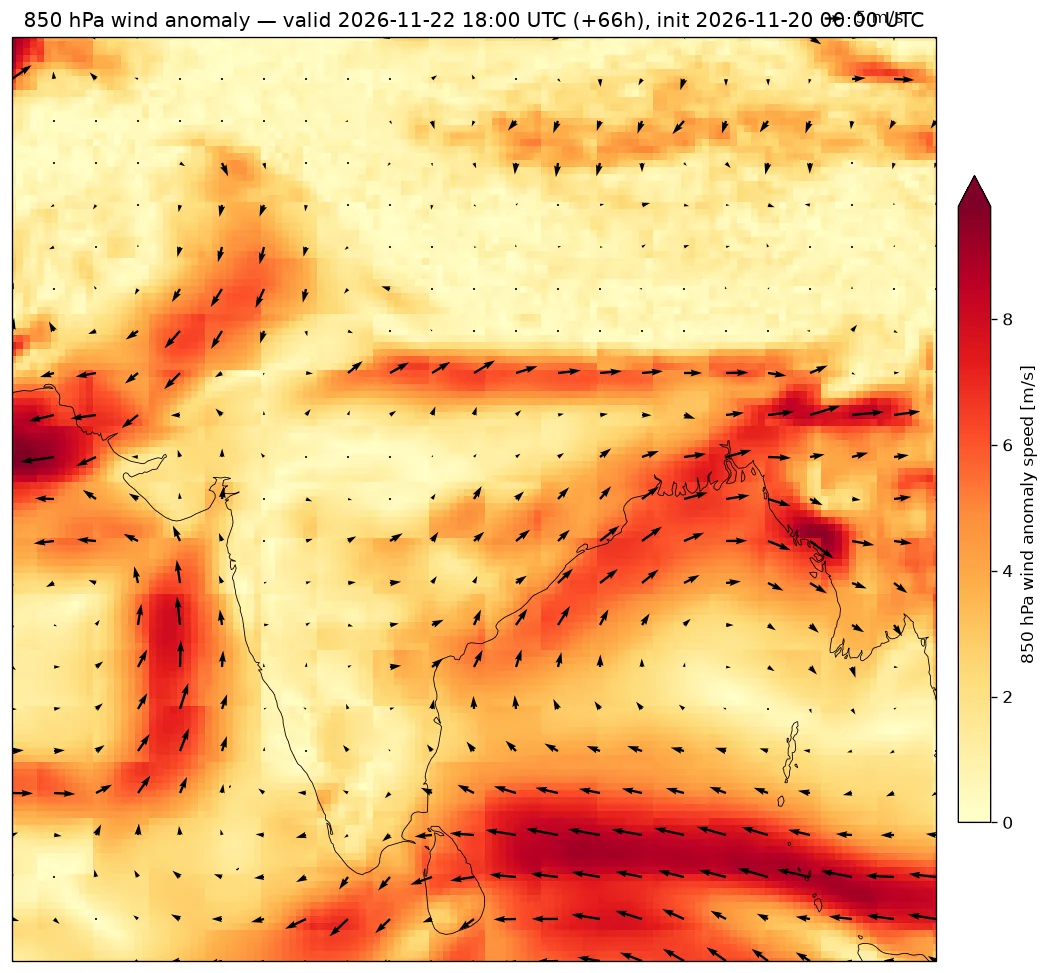 850 hPa wind anomaly — valid 2026-11-22 18:00 UTC (+66h), init 2026-11-20 00:00 UTC
5 m/s
8
6
4
2
0
850 hPa wind anomaly speed [m/s]